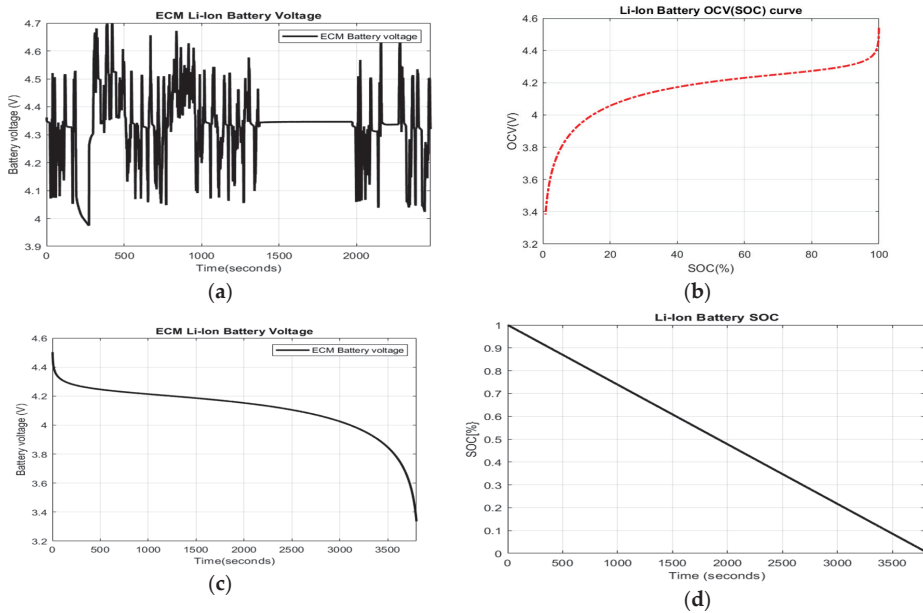 ECM Li-Ion Battery Voltage
ECM Battery voltage
4.7
4.6
4.5
4.4
4.3
4.2
4.1
4
3.9
Battery voltage (V)
0 500 1000 1500 2000
Time(seconds)
(a)
Li-Ion Battery OCV(SOC) curve
4.6
4.4
4.2
4
3.8
3.6
3.4
3.2
OCV(V)
0 20 40 60 80 100
SOC(%)
(b)
ECM Li-Ion Battery Voltage
ECM Battery voltage
4.6
4.4
4.2
4
3.8
3.6
3.4
3.2
Battery voltage (V)
0 500 1000 1500 2000 2500 3000 3500
Time(seconds)
(c)
Li-Ion Battery SOC
1
0.9
0.8
0.7
0.6
0.5
0.4
0.3
0.2
0.1
0
SOC[%]
0 500 1000 1500 2000 2500 3000 3500
Time (seconds)
(d)